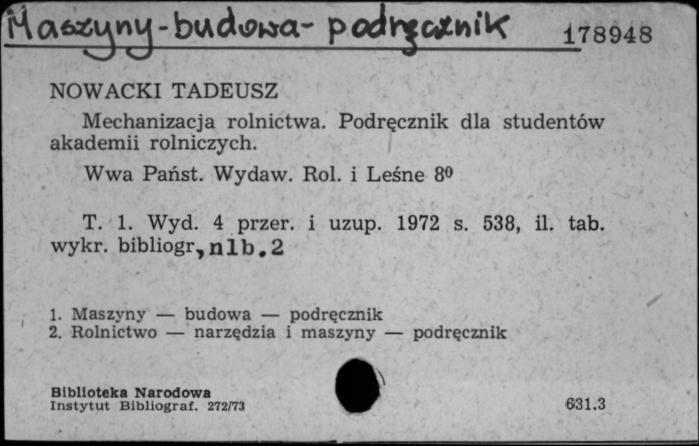 Maszyny-budowa-podręcznik
178948
NOWACKI TADEUSZ
Mechanizacja rolnictwa. Podręcznik dla studentów
akademii rolniczych.
Wwa Państ. Wydaw. Rol. i Leśne 8⁰
T. 1. Wyd. 4 przer. i uzup. 1972 s. 538, il. tab.
wykr. bibliogr,nlb.2
1. Maszyny — budowa — podręcznik
2. Rolnictwo — narzędzia i maszyny — podręcznik
Biblioteka Narodowa
Instytut Bibliograf. 272/73
631.3